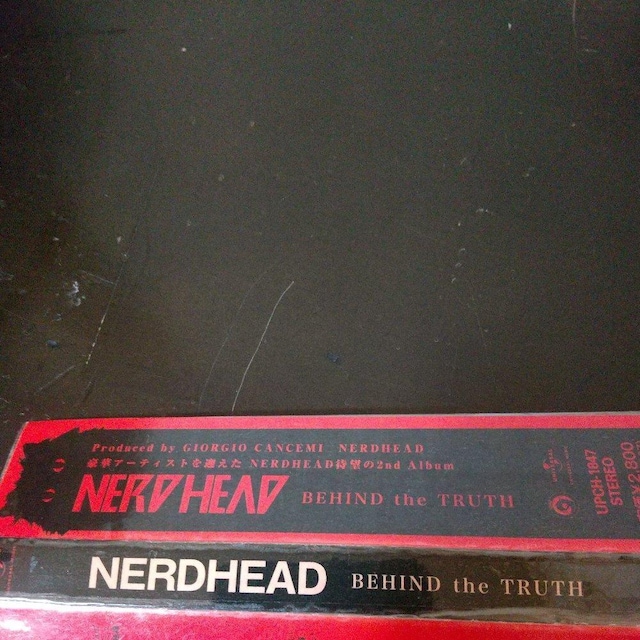 Produced by GIORGIO CANCEMI NERDHEAD
豪華アーティストを迎えた NERDHEAD待望の2nd Album
NERDHEAD BEHIND the TRUTH
UPCH-1847
STEREO
¥2,800
NERDHEAD BEHIND the TRUTH